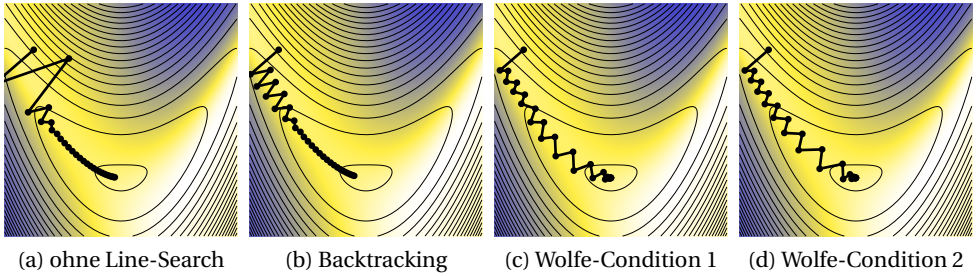 (a) ohne Line-Search
(b) Backtracking
(c) Wolfe-Condition 1
(d) Wolfe-Condition 2